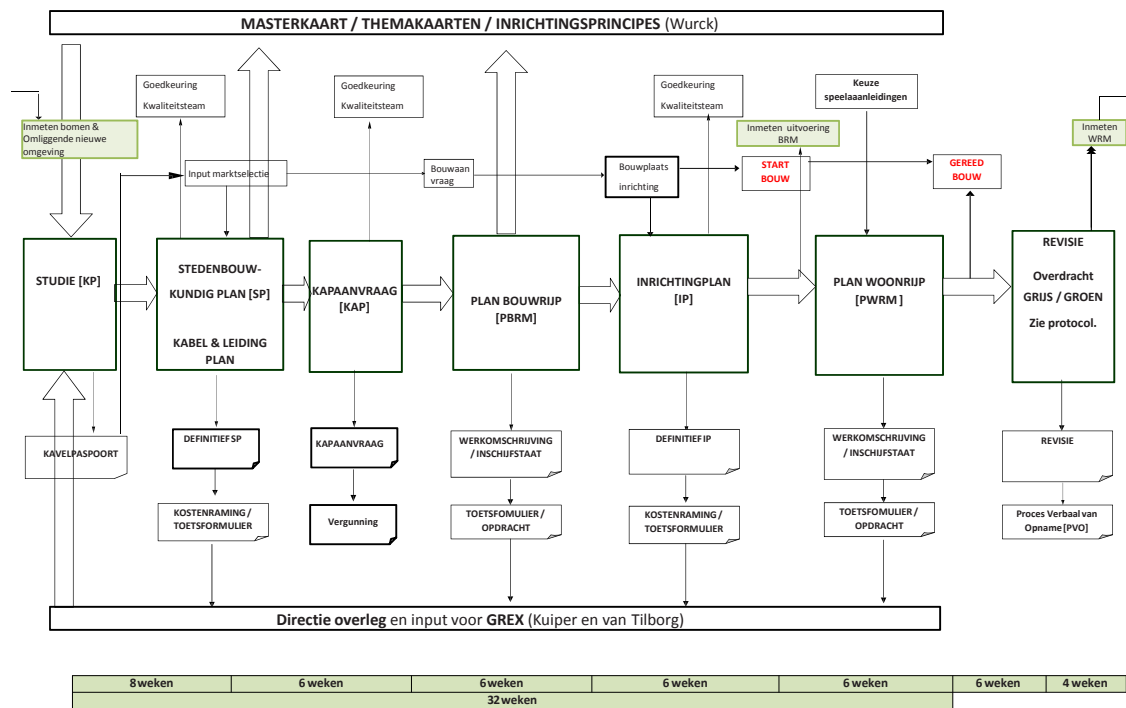 MASTERKAART / THEMAKAARTEN / INRICHTINGSPRINCIPES (Wurck)
Goedkeuring
Kwaliteitsteam
Goedkeuring
Kwaliteitsteam
Goedkeuring
Kwaliteitsteam
Keuze
speelaaanleidingen
Inmeten bomen &
Omliggende nieuwe
omgeving
Inmeten uitvoering
BRM
Inmeten
WRM
Input marktselectie
Bouwaan
vraag
Bouwplaats
inrichting
START
BOUW
GEREED
BOUW
STUDIE [KP]
STEDENBOUW-
KUNDIG PLAN [SP]
KABEL & LEIDING
PLAN
KAPAANVRAAG
[KAP]
PLAN BOUWRIJP
[PBRM]
INRICHTINGPLAN
[IP]
PLAN WOONRIJP
[PWRM]
REVISIE
Overdracht
GRIJS / GROEN
Zie protocol.
KAVELPASPOORT
DEFINITIEF SP
KAPAANVRAAG
WERKOMSCHRIJVING
/ INSCHIJFSTAAT
DEFINITIEF IP
WERKOMSCHRIJVING
/ INSCHIJFSTAAT
REVISIE
KOSTENRAMING /
TOETSFORMULIER
Vergunning
TOETSFOMULIER /
OPDRACHT
KOSTENRAMING /
TOETSFORMULIER
TOETSFOMULIER /
OPDRACHT
Proces Verbaal van
Opname [PVO]
Directie overleg en input voor GREX (Kuiper en van Tilborg)
8 weken
6 weken
6 weken
6 weken
6 weken
6 weken
4 weken
32 weken